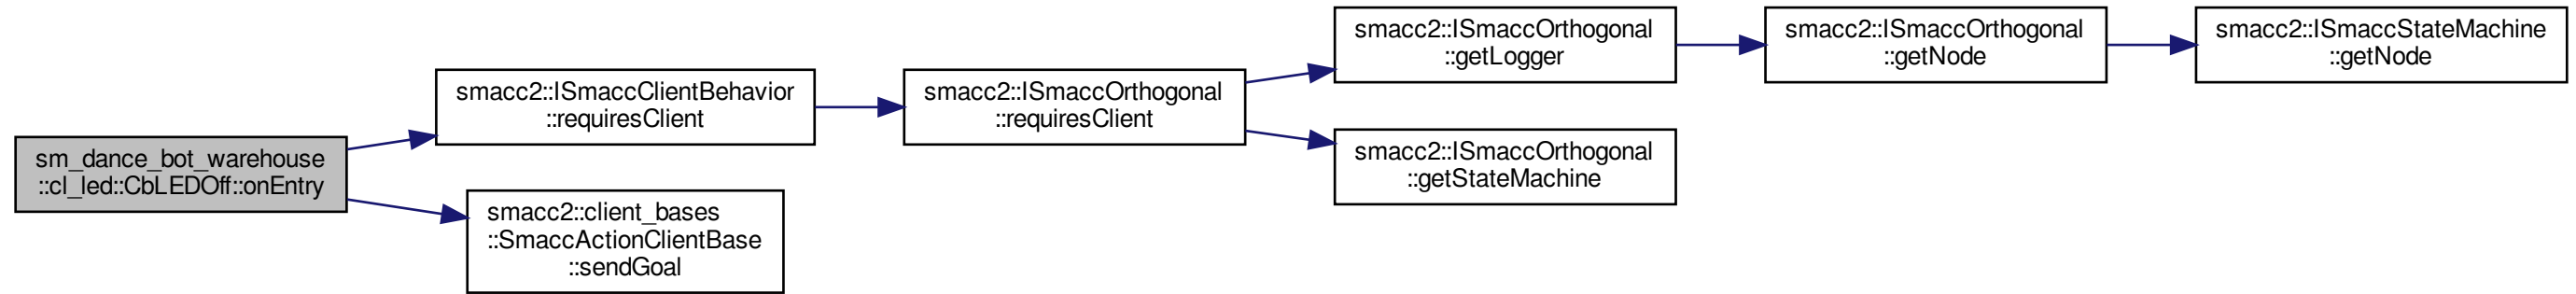 sm_dance_bot_warehouse
::cl_led::CbLEDOff::onEntry
smacc2::ISmaccClientBehavior
::requiresClient
smacc2::ISmaccOrthogonal
::requiresClient
smacc2::ISmaccOrthogonal
::getLogger
smacc2::ISmaccOrthogonal
::getNode
smacc2::ISmaccStateMachine
::getNode
smacc2::ISmaccOrthogonal
::getStateMachine
smacc2::client_bases
::SmaccActionClientBase
::sendGoal